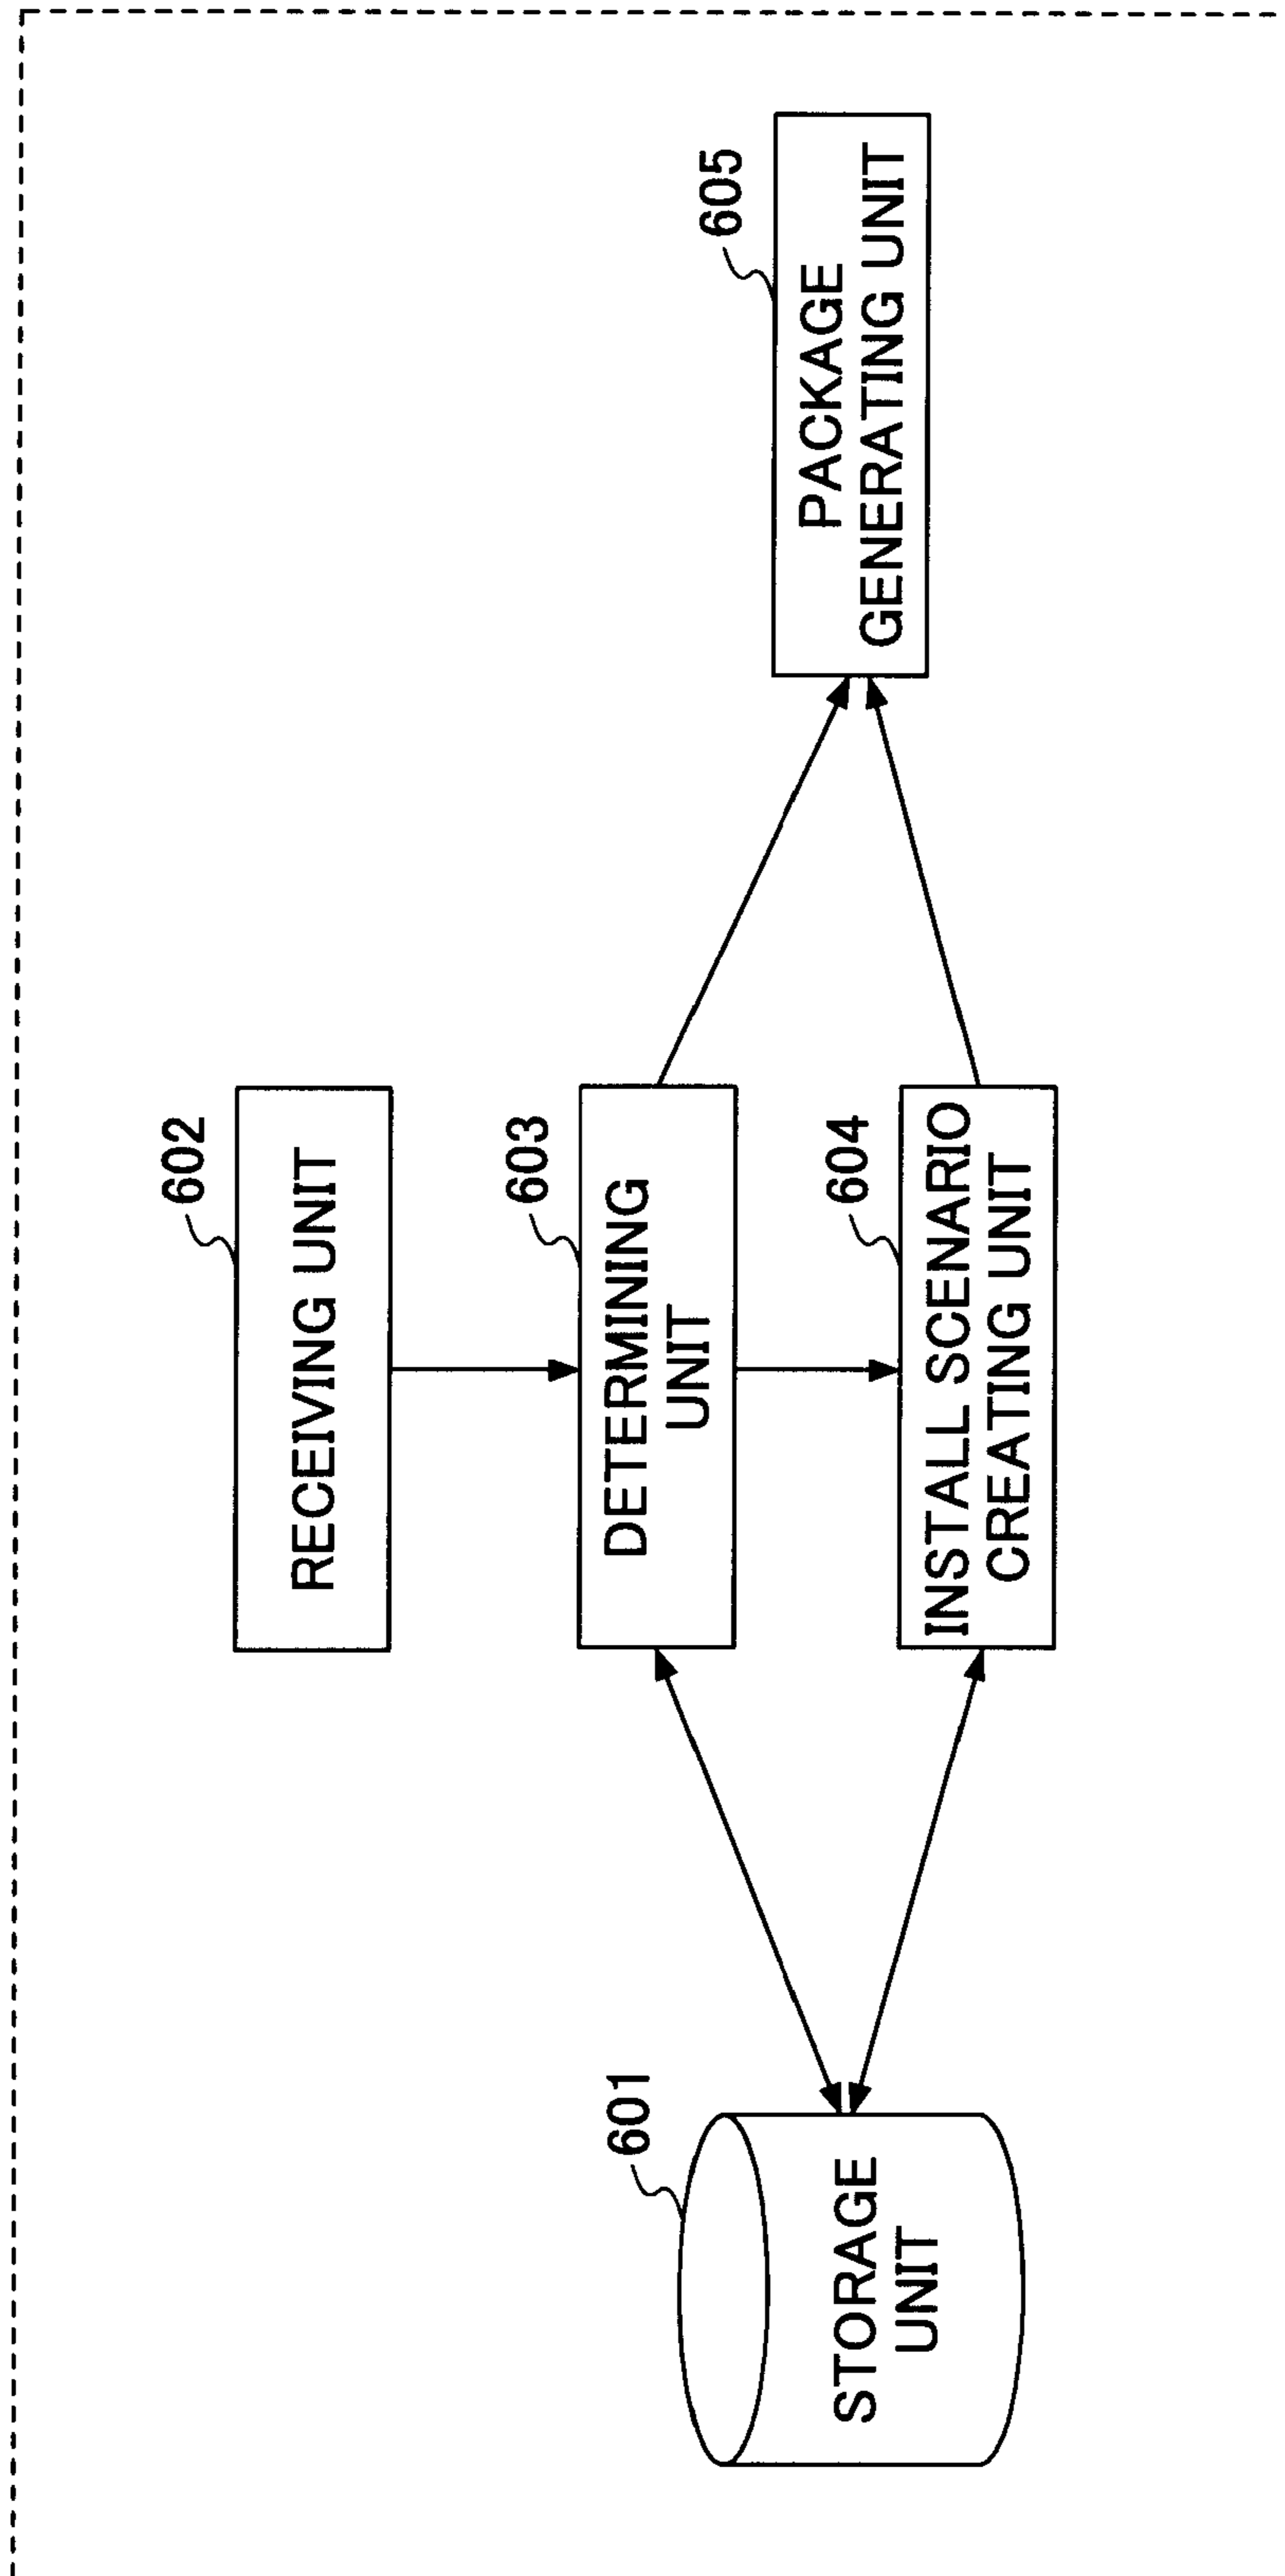 602
RECEIVING UNIT
603
DETERMINING
UNIT
604
INSTALL SCENARIO
CREATING UNIT
605
PACKAGE
GENERATING UNIT
601
STORAGE
UNIT